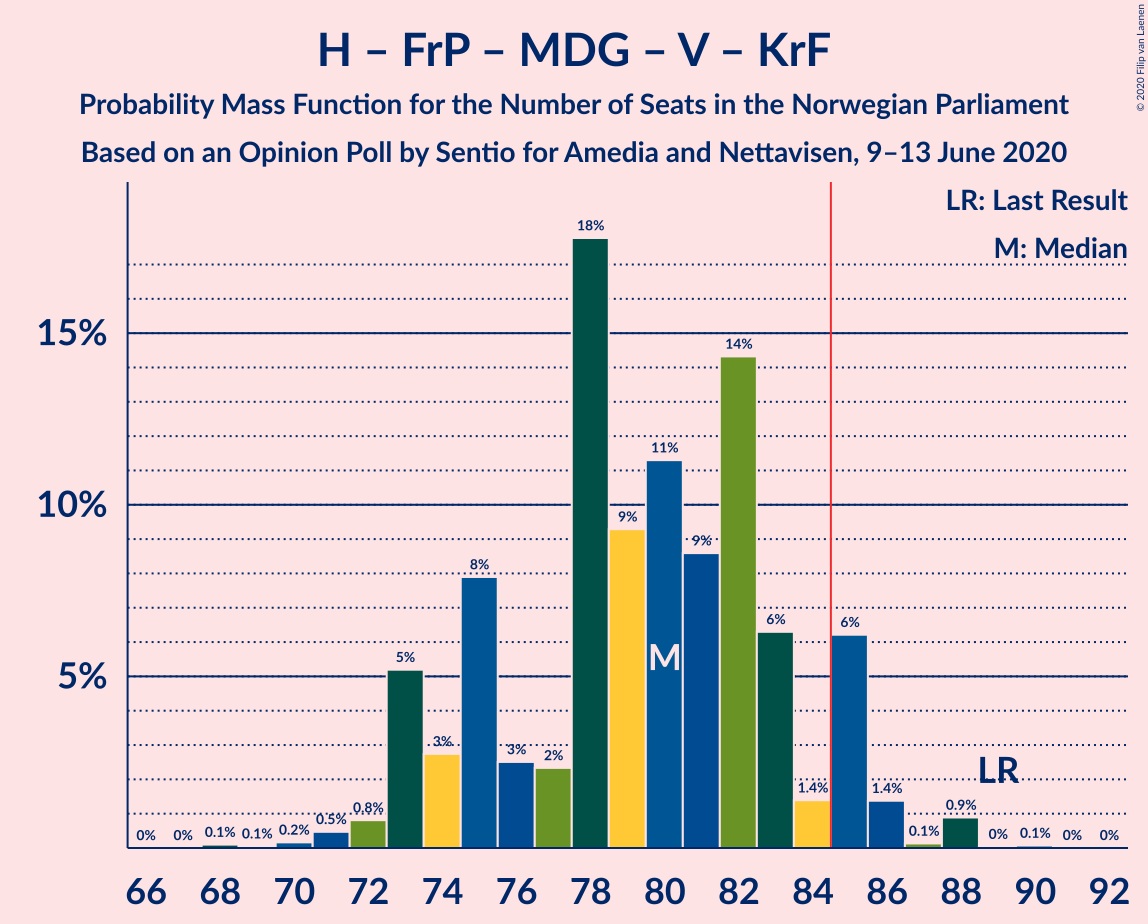 H – FrP – MDG – V – KrF
Probability Mass Function for the Number of Seats in the Norwegian Parliament
Based on an Opinion Poll by Sentio for Amedia and Nettavisen, 9–13 June 2020
© 2020 Filip van Laenen
LR: Last Result
M: Median
15%
10%
5%
0% 0% 0.1% 0.1% 0.2% 0.5% 0.8% 5% 3% 8% 3% 2% 18% 9% 11% 9% 14% 6% 1.4% 6% 1.4% 0.1% 0.9% 0% 0.1% 0% 0%
M
LR
66 68 70 72 74 76 78 80 82 84 86 88 90 92